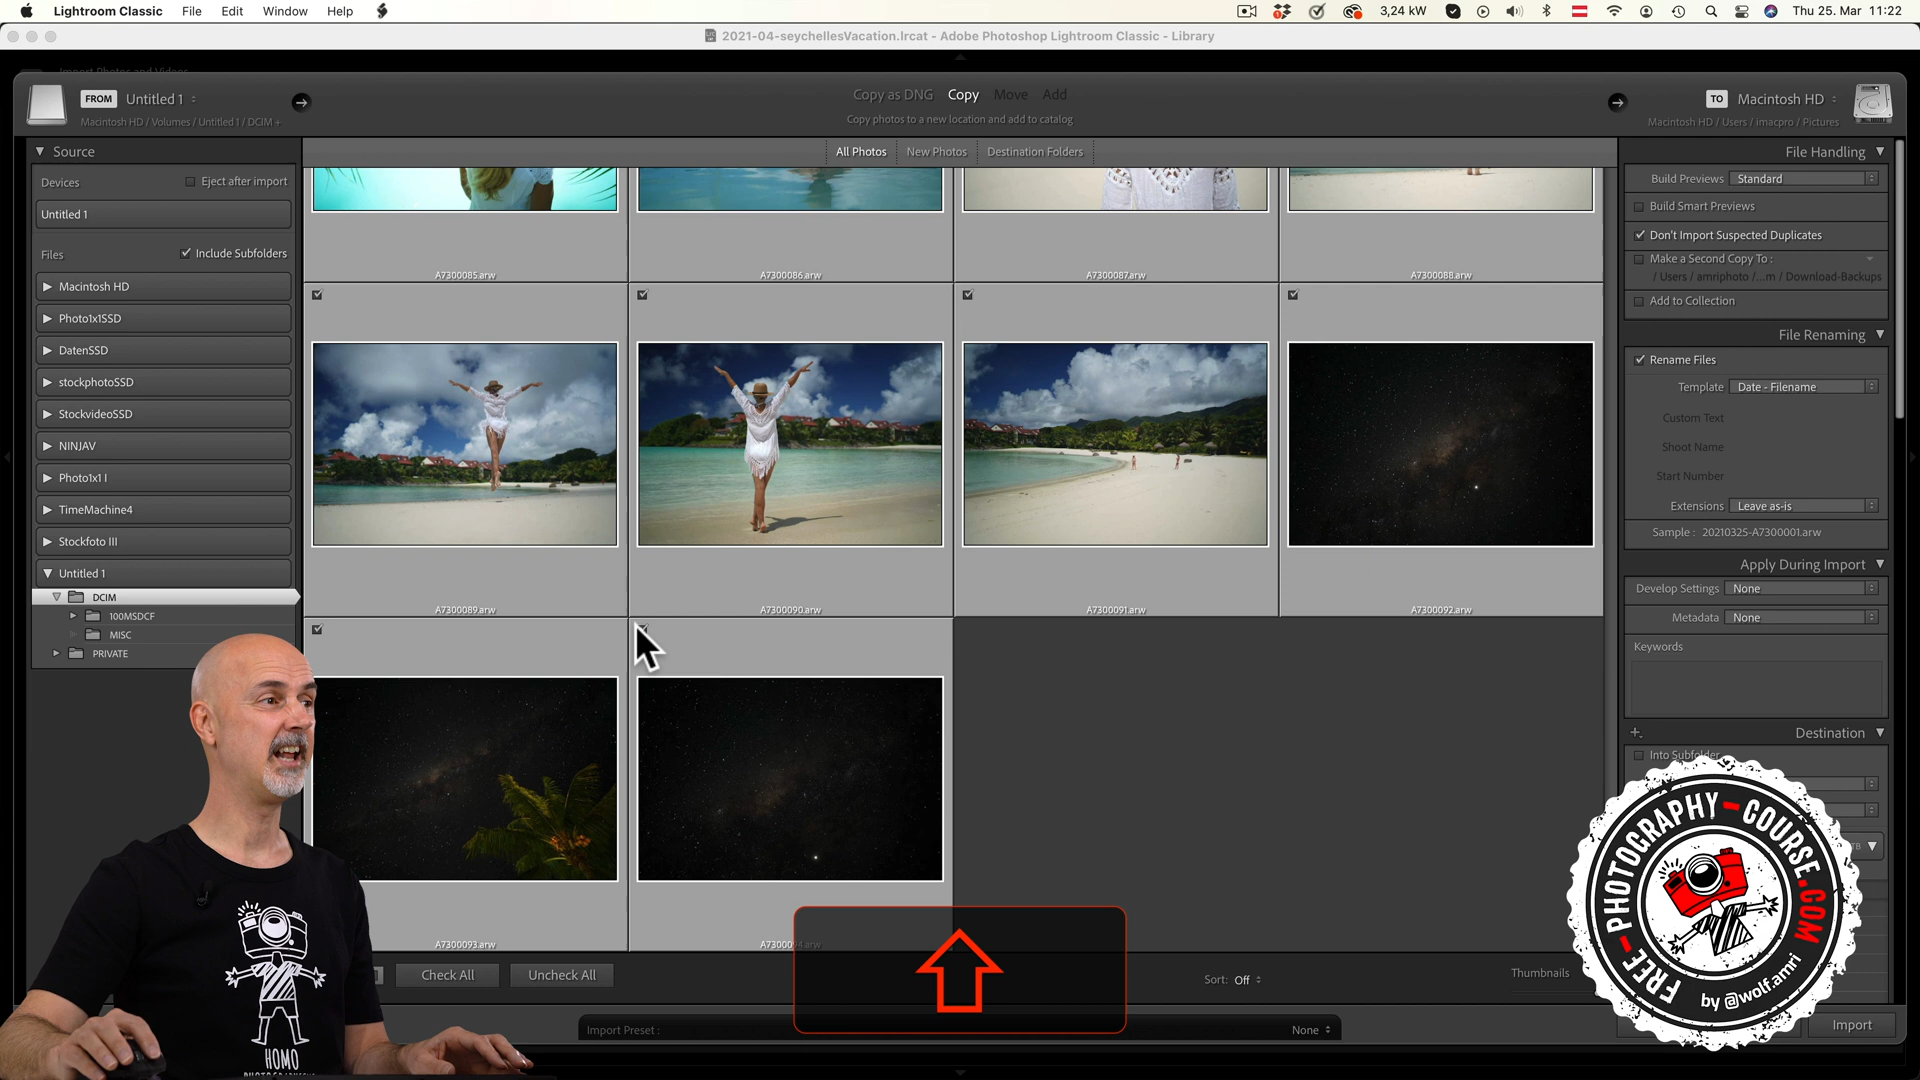 Lightroom Classic File Edit Window Help 3,24 kW Thu 25. Mar 11:22
2021-04-seychellesVacation.lrcat - Adobe Photoshop Lightroom Classic - Library
Import Photos and Videos
FROM Untitled 1
Macintosh HD / Volumes / Untitled 1 / DCIM +
Copy as DNG Copy Move Add
Copy photos to a new location and add to catalog
TO Macintosh HD
Macintosh HD / Users / imacpro / Pictures
Source
Devices Eject after import
Untitled 1
Files Include Subfolders
Macintosh HD
Photo1x1SSD
DatenSSD
stockphotoSSD
StockvideoSSD
NINJAV
Photo1x1 I
TimeMachine4
Stockfoto III
Untitled 1
DCIM
100MSDCF
MISC
PRIVATE
All Photos New Photos Destination Folders
A7300085.arw A7300086.arw A7300087.arw A7300088.arw
A7300089.arw A7300090.arw A7300091.arw A7300092.arw
A7300093.arw A7300094.arw
Check All Uncheck All Sort: Off Thumbnails
Import Preset : None
File Handling
Build Previews Standard
Build Smart Previews
Don't Import Suspected Duplicates
Make a Second Copy To :
/ Users / amriphoto /...m / Download-Backups
Add to Collection
File Renaming
Rename Files
Template Date - Filename
Custom Text
Shoot Name
Start Number
Extensions Leave as-is
Sample : 20210325-A7300001.arw
Apply During Import
Develop Settings None
Metadata None
Keywords
Destination
Into Subfolder
TB
Import
FREE-PHOTOGRAPHY-COURSE.COM
by @wolf.amri
HOMO